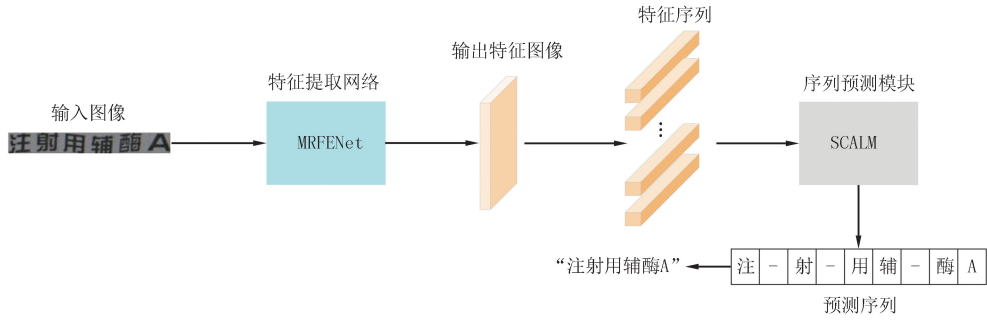 特征序列
输出特征图像
特征提取网络
序列预测模块
输入图像
注射用辅酶A
MRFENet
⋮
SCALM
“注射用辅酶A”
注 - 射 - 用 辅 - 酶 A
预测序列